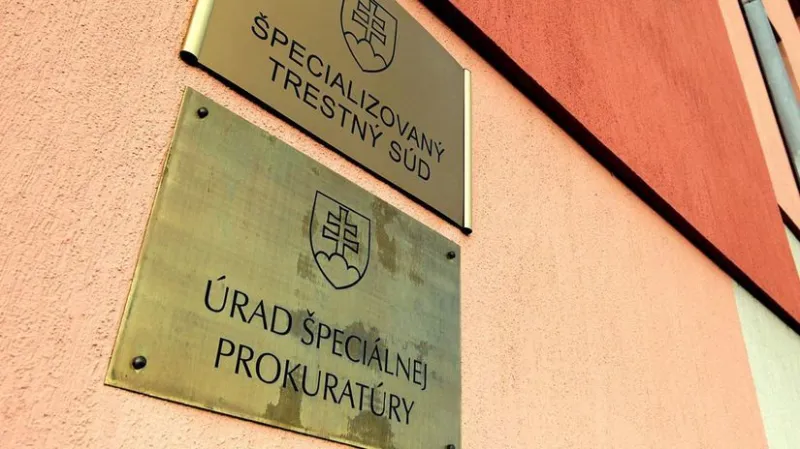 ŠPECIALIZOVANÝ
TRESTNÝ SÚD
ÚRAD ŠPECIÁLNEJ
PROKURATÚRY